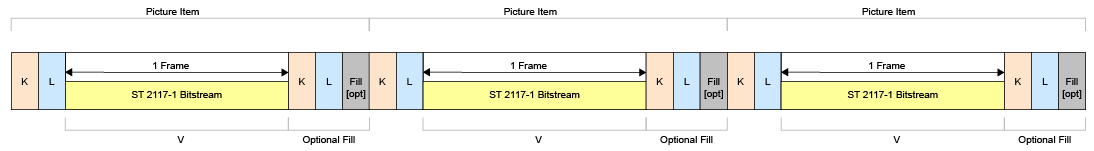 Picture Item Picture Item Picture Item
K L 1 Frame K L Fill K L 1 Frame K L Fill K L 1 Frame K L Fill
ST 2117-1 Bitstream [opt] ST 2117-1 Bitstream [opt] ST 2117-1 Bitstream [opt]
V Optional Fill V Optional Fill V Optional Fill